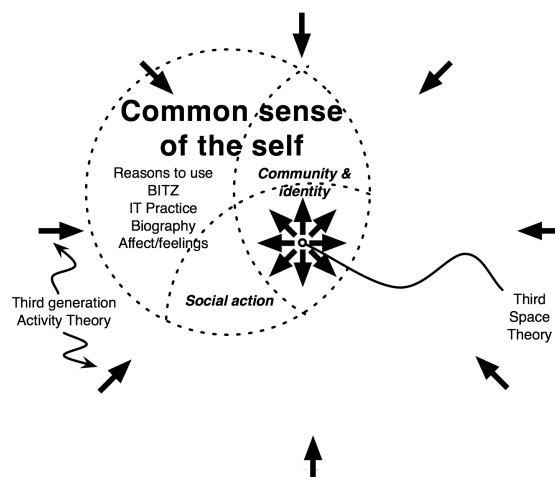 Common sense
of the self
Reasons to use
BITZ
IT Practice
Biography
Affect/feelings
Community &
identity
Social action
Third generation
Activity Theory
Third
Space
Theory